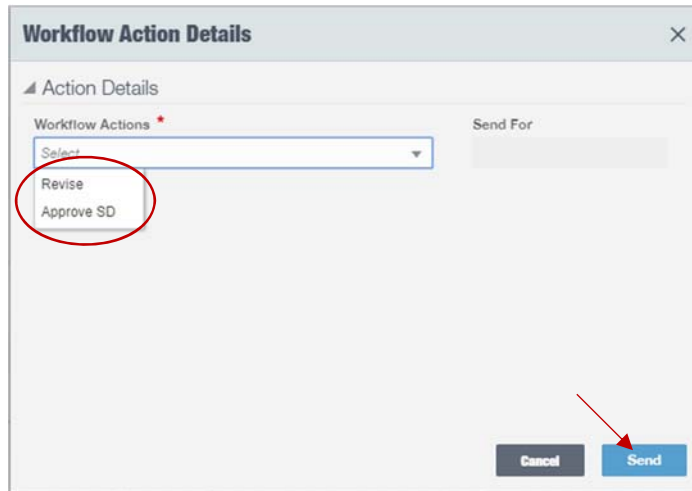 Workflow Action Details
Action Details
Workflow Actions * Send For
Select
Revise
Approve SD
Cancel Send